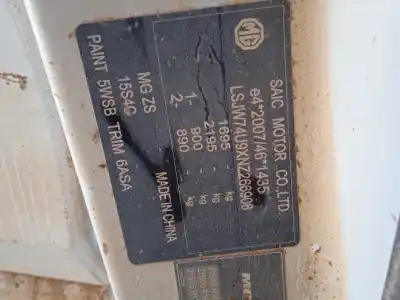 MG
SAIC MOTOR CO.,LTD.
e4*2007/46*1435
LSJW74U9XNZ266908
1695 kg
2195 kg
1- 900 kg
2- 890 kg
MG ZS
15S4C
MADE IN CHINA
PAINT 5WSB TRIM 6ASA